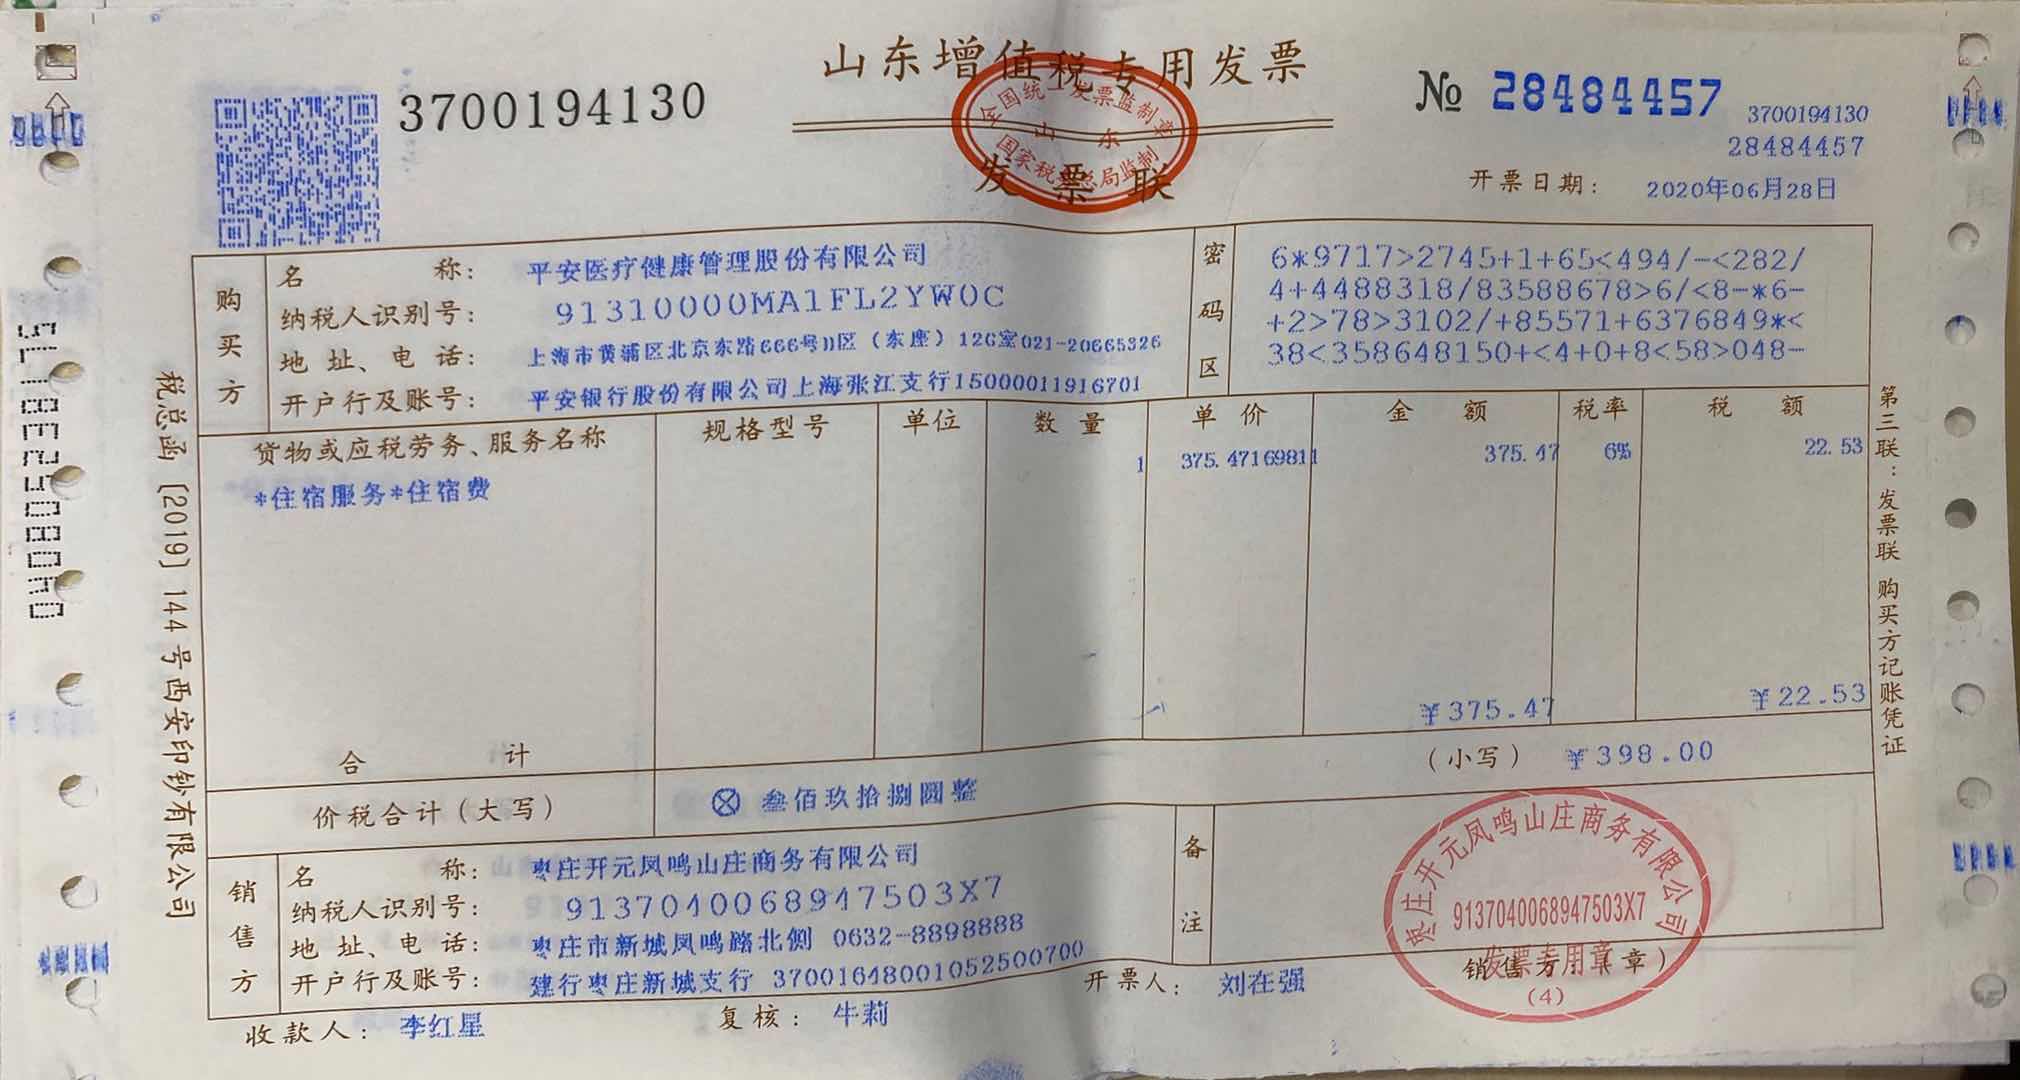 山东增值税专用发票
3700194130
№ 28484457
3700194130
28484457
全国统一发票监制章
山东
国家税务总局监制
发票联
开票日期： 2020年06月28日
购买方
名称： 平安医疗健康管理股份有限公司
纳税人识别号： 91310000MA1FL2YW0C
地址、电话： 上海市黄浦区北京东路666号H区（东座）12G室021-20665326
开户行及账号： 平安银行股份有限公司上海张江支行15000011916701
密码区
6*9717>2745+1+65<494/-<282/
4+4488318/83588678>6/<8-*6-
+2>78>3102/+85571+6376849*<
38<358648150+<4+0+8<58>048-
货物或应税劳务、服务名称 规格型号 单位 数量 单价 金额 税率 税额
*住宿服务*住宿费 1 375.47169811 375.47 6% 22.53
合计 ¥375.47 ¥22.53
价税合计（大写） ⊗ 叁佰玖拾捌圆整 （小写） ¥398.00
销售方
名称： 枣庄开元凤鸣山庄商务有限公司
纳税人识别号： 9137040068947503X7
地址、电话： 枣庄市新城凤鸣路北侧 0632-8898888
开户行及账号： 建行枣庄新城支行 37001648001052500700
备注
枣庄开元凤鸣山庄商务有限公司
9137040068947503X7
发票专用章
(4)
收款人： 李红星 复核： 牛莉 开票人： 刘在强 销售方：（章）
税总函〔2019〕144号西安印钞有限公司
第三联：发票联 购买方记账凭证